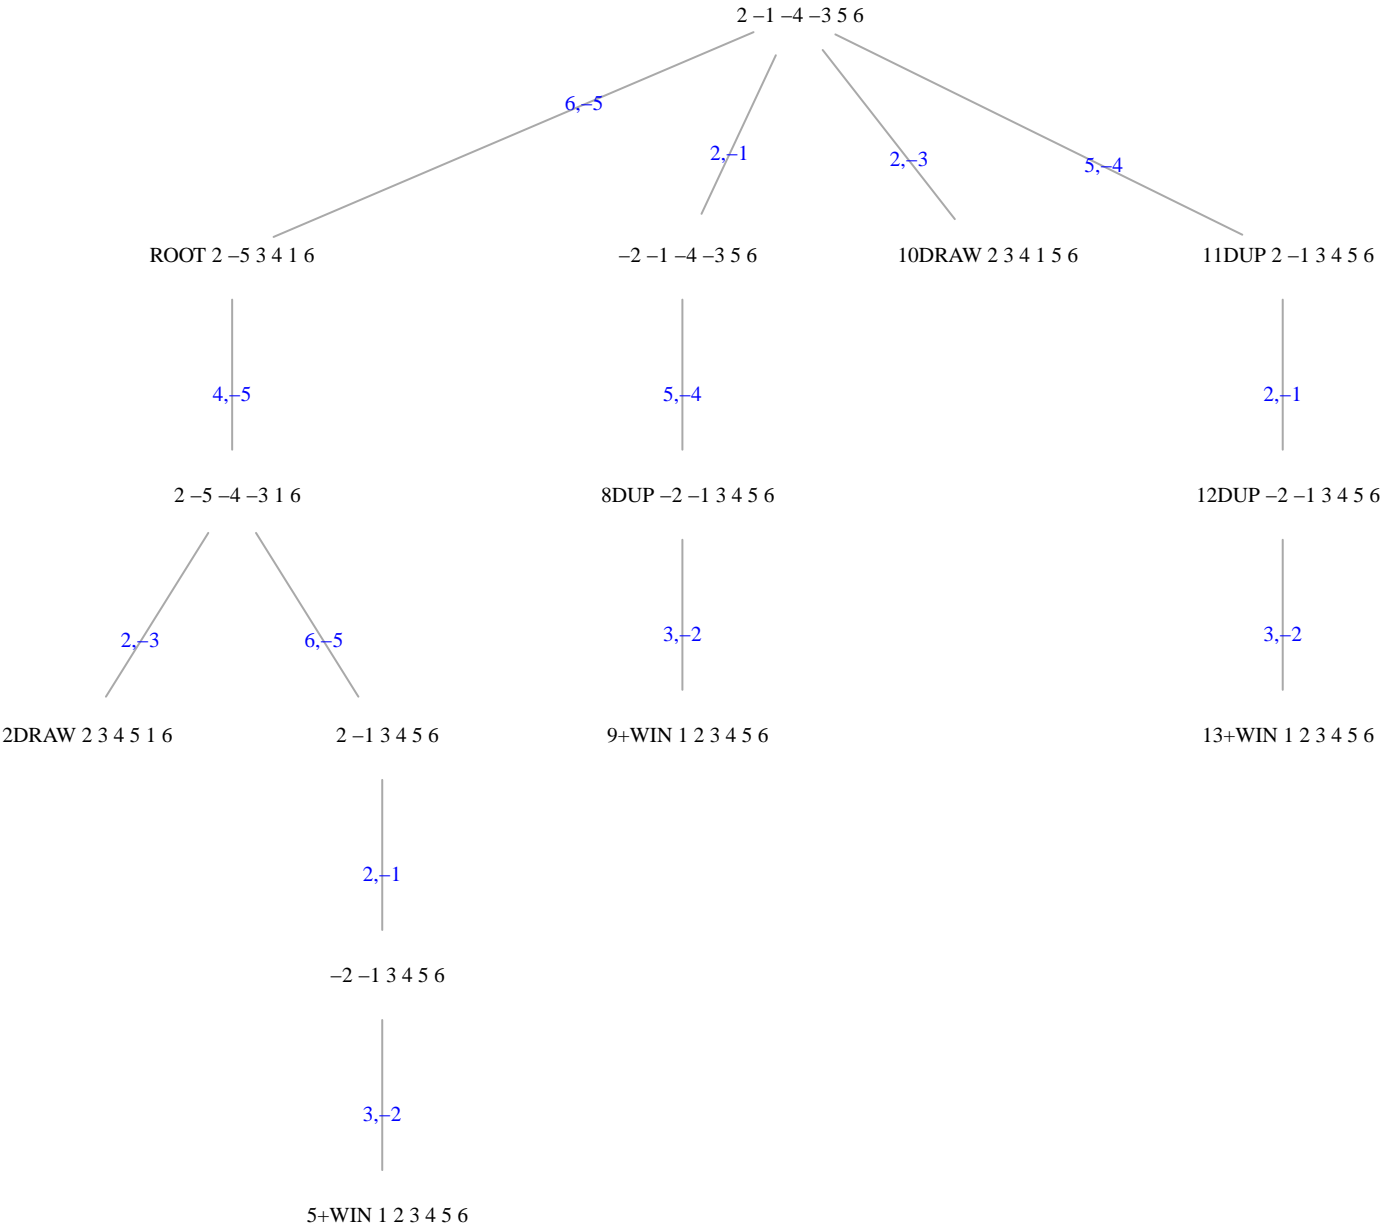 2 –1 –4 –3 5 6
6,–5
2,–1
2,–3
5,–4
ROOT 2 –5 3 4 1 6
–2 –1 –4 –3 5 6
10DRAW 2 3 4 1 5 6
11DUP 2 –1 3 4 5 6
4,–5
5,–4
2,–1
2 –5 –4 –3 1 6
8DUP –2 –1 3 4 5 6
12DUP –2 –1 3 4 5 6
2,–3
6,–5
3,–2
3,–2
2DRAW 2 3 4 5 1 6
2 –1 3 4 5 6
9+WIN 1 2 3 4 5 6
13+WIN 1 2 3 4 5 6
2,–1
–2 –1 3 4 5 6
3,–2
5+WIN 1 2 3 4 5 6